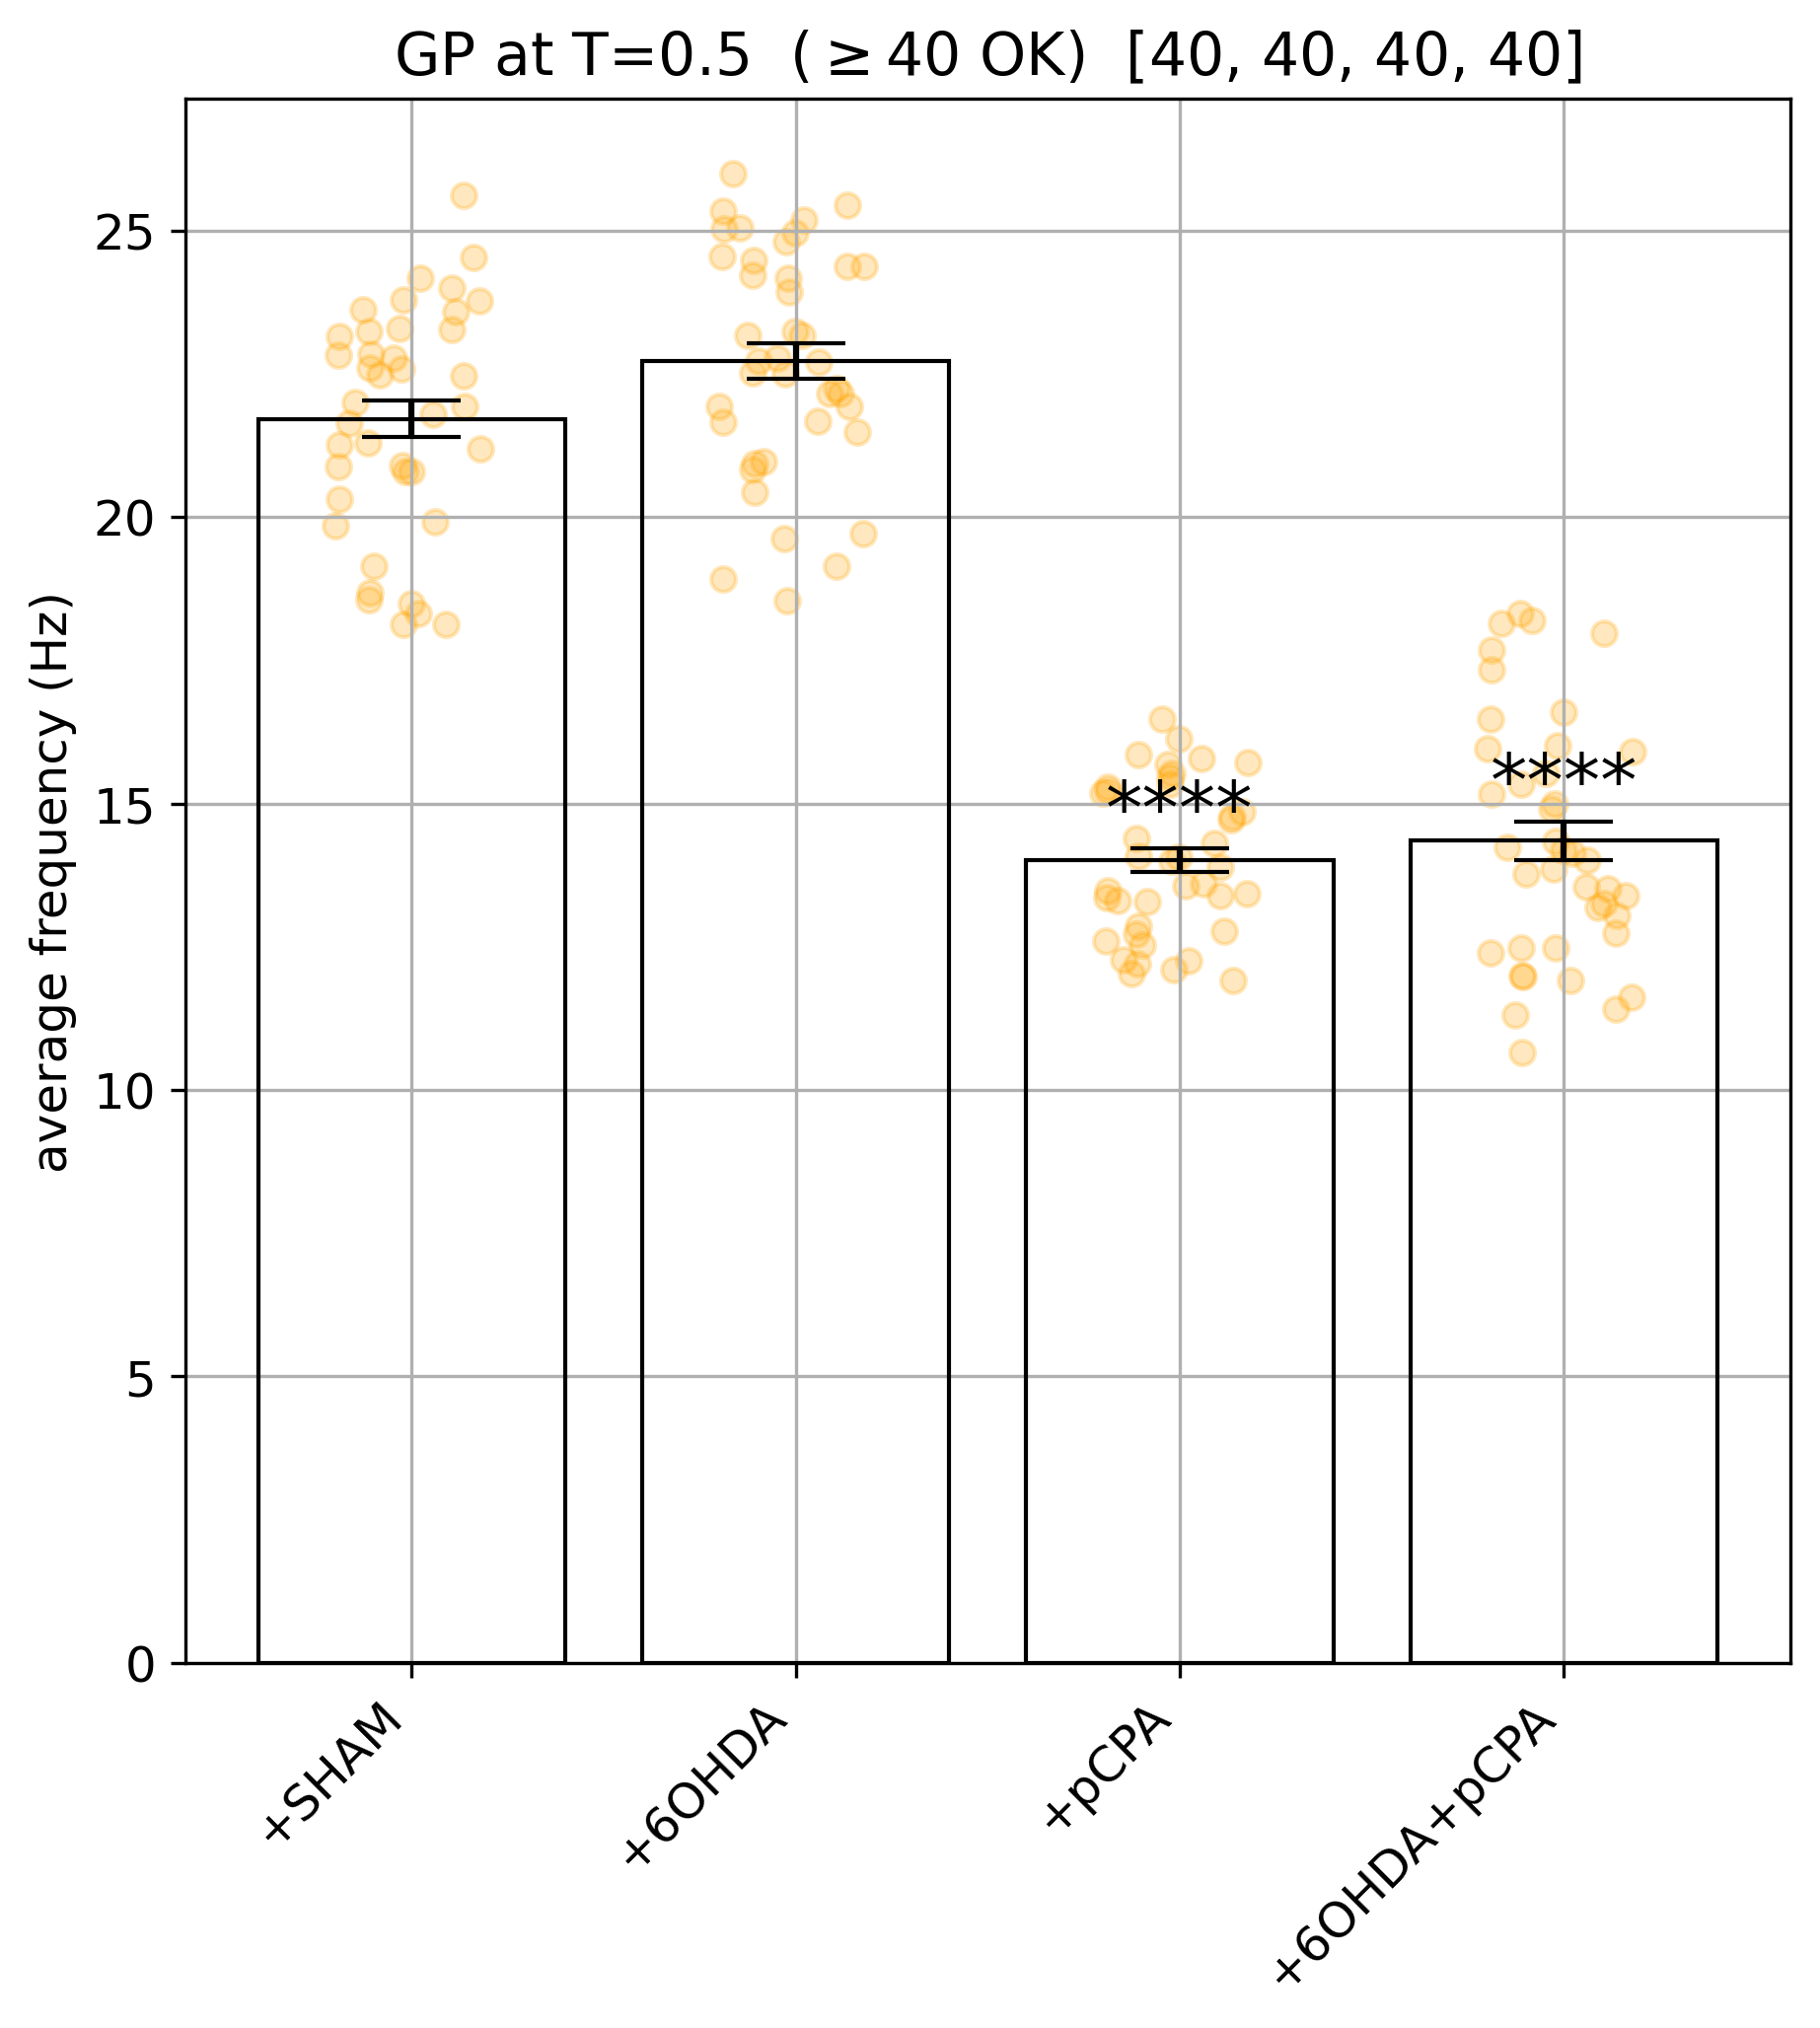 GP at T=0.5 (≥40 OK) [40, 40, 40, 40]
average frequency (Hz)
25
20
15
10
5
0
****
****
+SHAM
+6OHDA
+pCPA
+6OHDA+pCPA